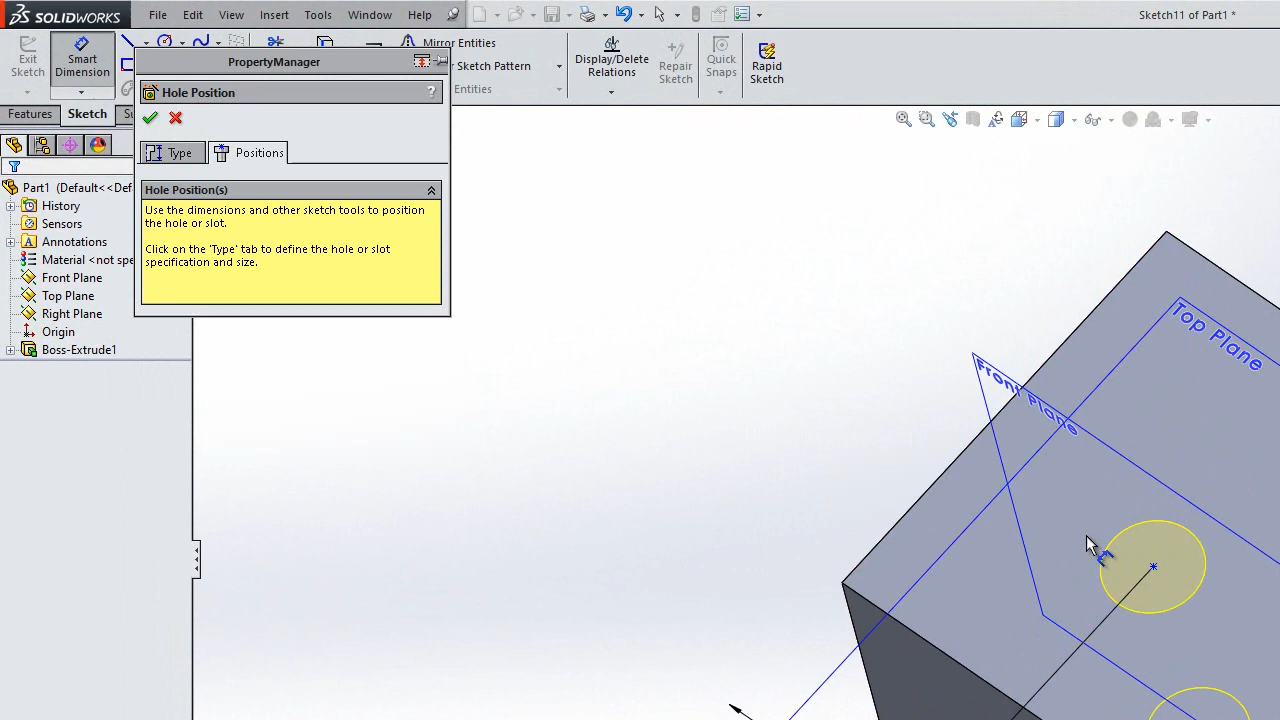 SOLIDWORKS File Edit View Insert Tools Window Help Sketch11 of Part1 *
Exit Sketch
Smart Dimension
Mirror Entities
Sketch Pattern
Entities
Display/Delete Relations
Repair Sketch
Quick Snaps
Rapid Sketch
Features Sketch Su
PropertyManager
Hole Position ?
Type Positions
Hole Position(s)
Use the dimensions and other sketch tools to position
the hole or slot.
Click on the 'Type' tab to define the hole or slot
specification and size.
Part1 (Default<<Def
History
Sensors
Annotations
Material <not spe
Front Plane
Top Plane
Right Plane
Origin
Boss-Extrude1
Top Plane
Front Plane